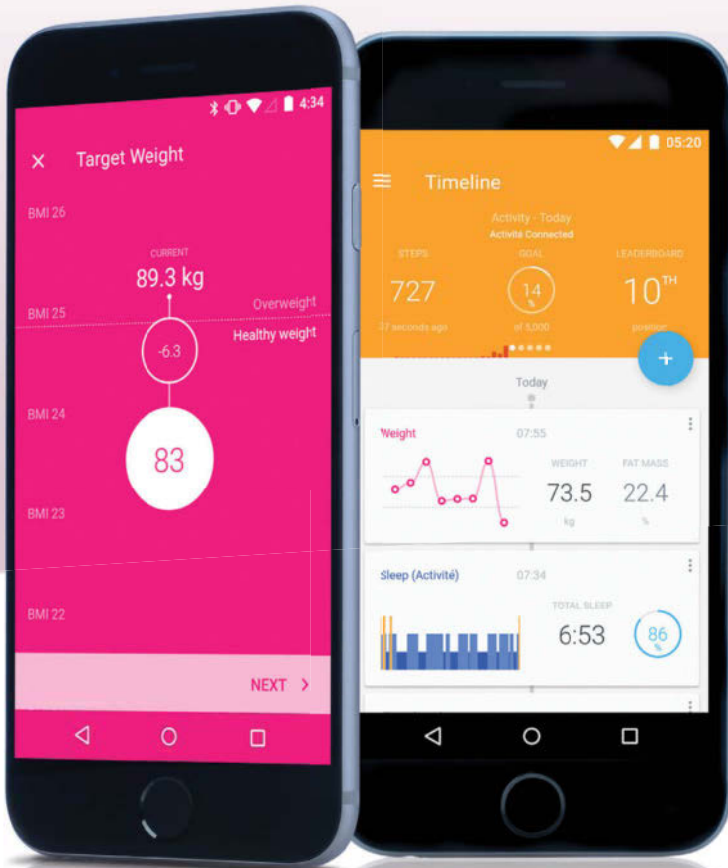 4:34
Target Weight
BMI 26
CURRENT
89.3 kg
BMI 25
Overweight
Healthy weight
-6.3
BMI 24
83
BMI 23
BMI 22
NEXT
05:20
Timeline
Activity - Today
Activité Connected
STEPS
GOAL
LEADERBOARD
727
14
%
10TH
37 seconds ago
of 5,000
position
+
Today
Weight
07:55
WEIGHT
FAT MASS
73.5
22.4
kg
%
Sleep (Activité)
07:34
TOTAL SLEEP
6:53
86
%